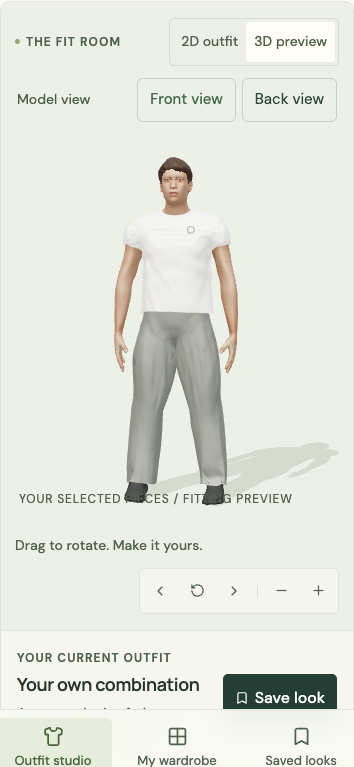 THE FIT ROOM
2D outfit
3D preview
Model view
Front view
Back view
YOUR SELECTED PIECES / FITTING PREVIEW
Drag to rotate. Make it yours.
YOUR CURRENT OUTFIT
Your own combination
Save look
Outfit studio
My wardrobe
Saved looks